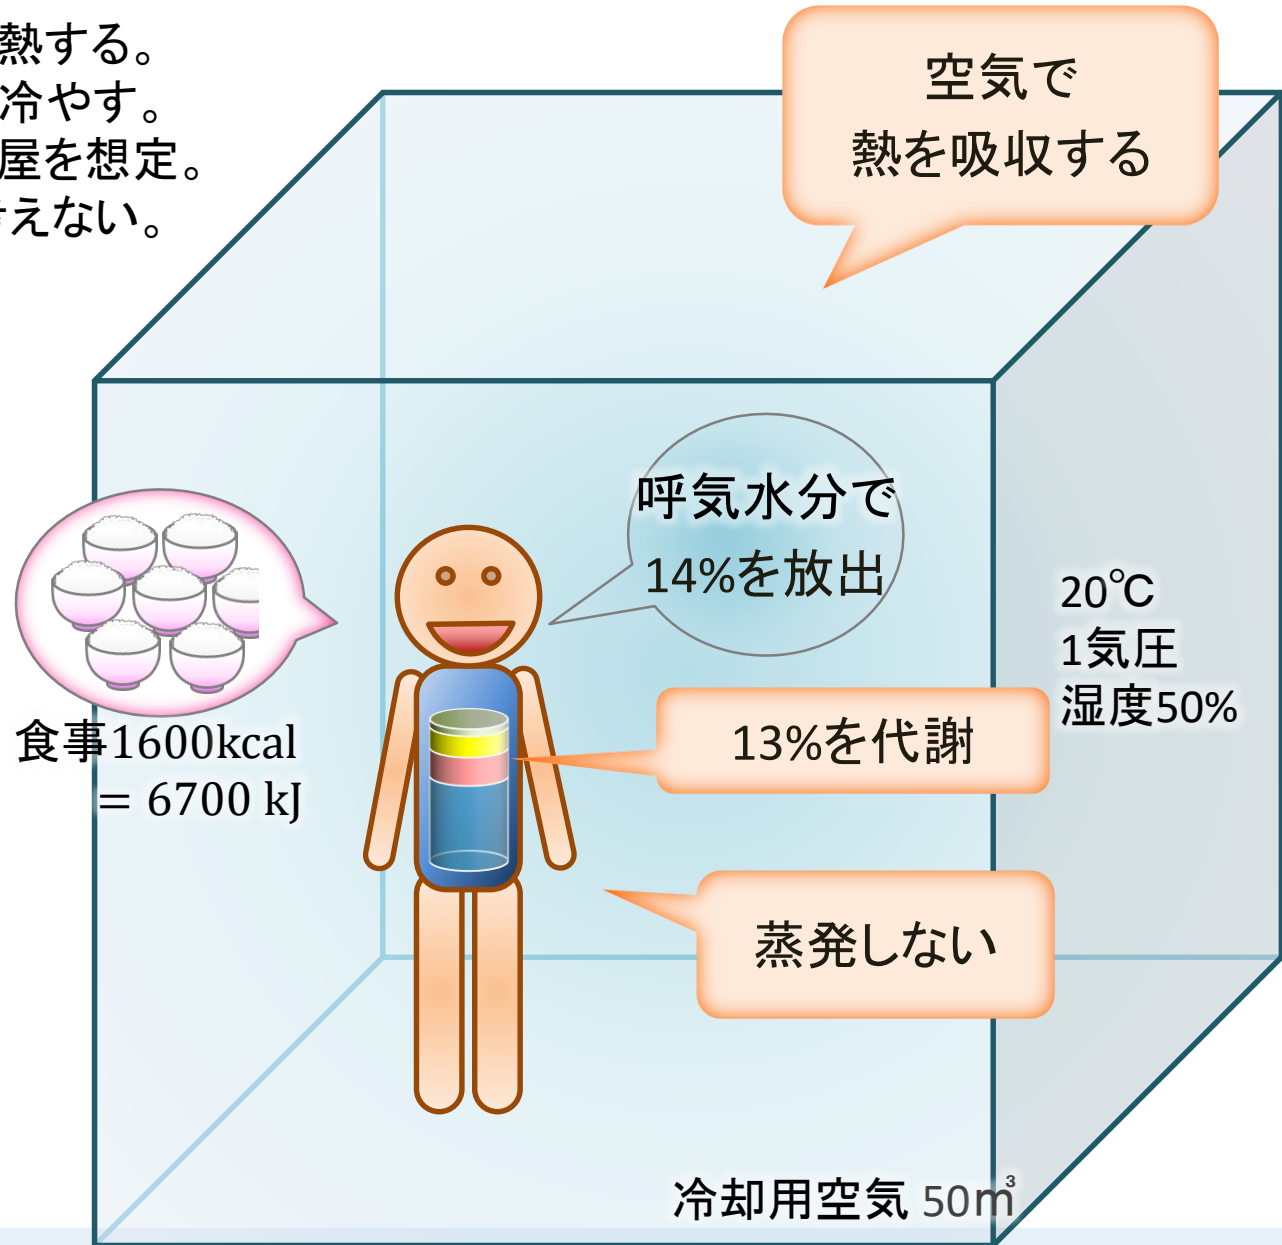 熱する。
冷やす。
屋を想定。
考えない。
空気で
熱を吸収する
呼気水分で
14%を放出
20℃
1気圧
湿度50%
食事1600kcal
= 6700 kJ
13%を代謝
蒸発しない
冷却用空気 50㎥